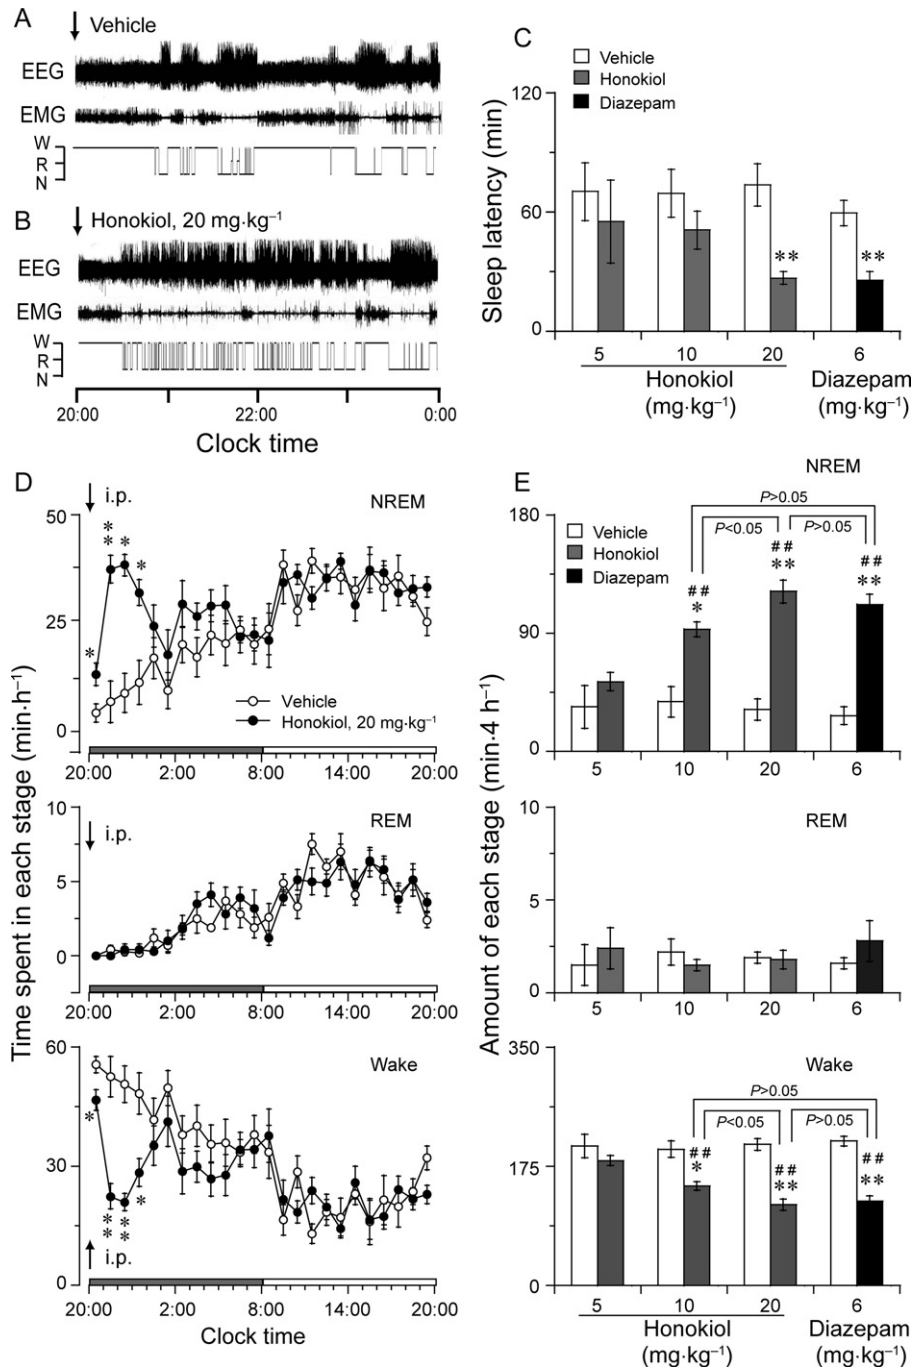 A
Vehicle
EEG
EMG
W
R
N
B
Honokiol, 20 mg·kg⁻¹
EEG
EMG
W
R
N
20:00
22:00
0:00
Clock time
C
Vehicle
Honokiol
Diazepam
Sleep latency (min)
120
60
0
**
**
5
10
20
6
Honokiol
(mg·kg⁻¹)
Diazepam
(mg·kg⁻¹)
D
i.p.
NREM
50
25
0
*
**
*
*
Vehicle
Honokiol, 20 mg·kg⁻¹
20:00
2:00
8:00
14:00
20:00
Time spent in each stage (min·h⁻¹)
i.p.
REM
10
5
0
20:00
2:00
8:00
14:00
20:00
Wake
60
30
0
*
**
**
*
i.p.
20:00
2:00
8:00
14:00
20:00
Clock time
E
NREM
Vehicle
Honokiol
Diazepam
P>0.05
P<0.05
P>0.05
180
90
0
##
*
##
**
##
**
5
10
20
6
Amount of each stage (min·4 h⁻¹)
REM
10
5
0
5
10
20
6
Wake
350
175
0
P>0.05
P<0.05
P>0.05
##
*
##
**
##
**
5
10
20
6
Honokiol
(mg·kg⁻¹)
Diazepam
(mg·kg⁻¹)